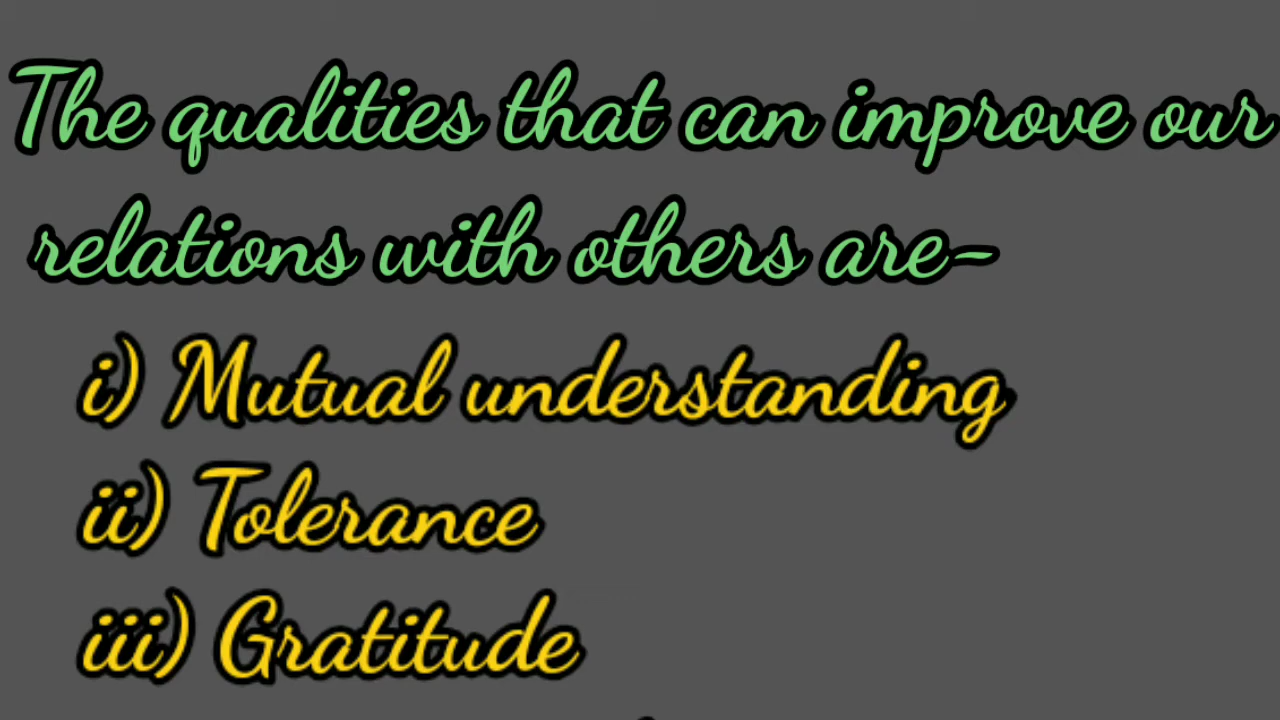 The qualities that can improve our
relations with others are-
i) Mutual understanding
ii) Tolerance
iii) Gratitude